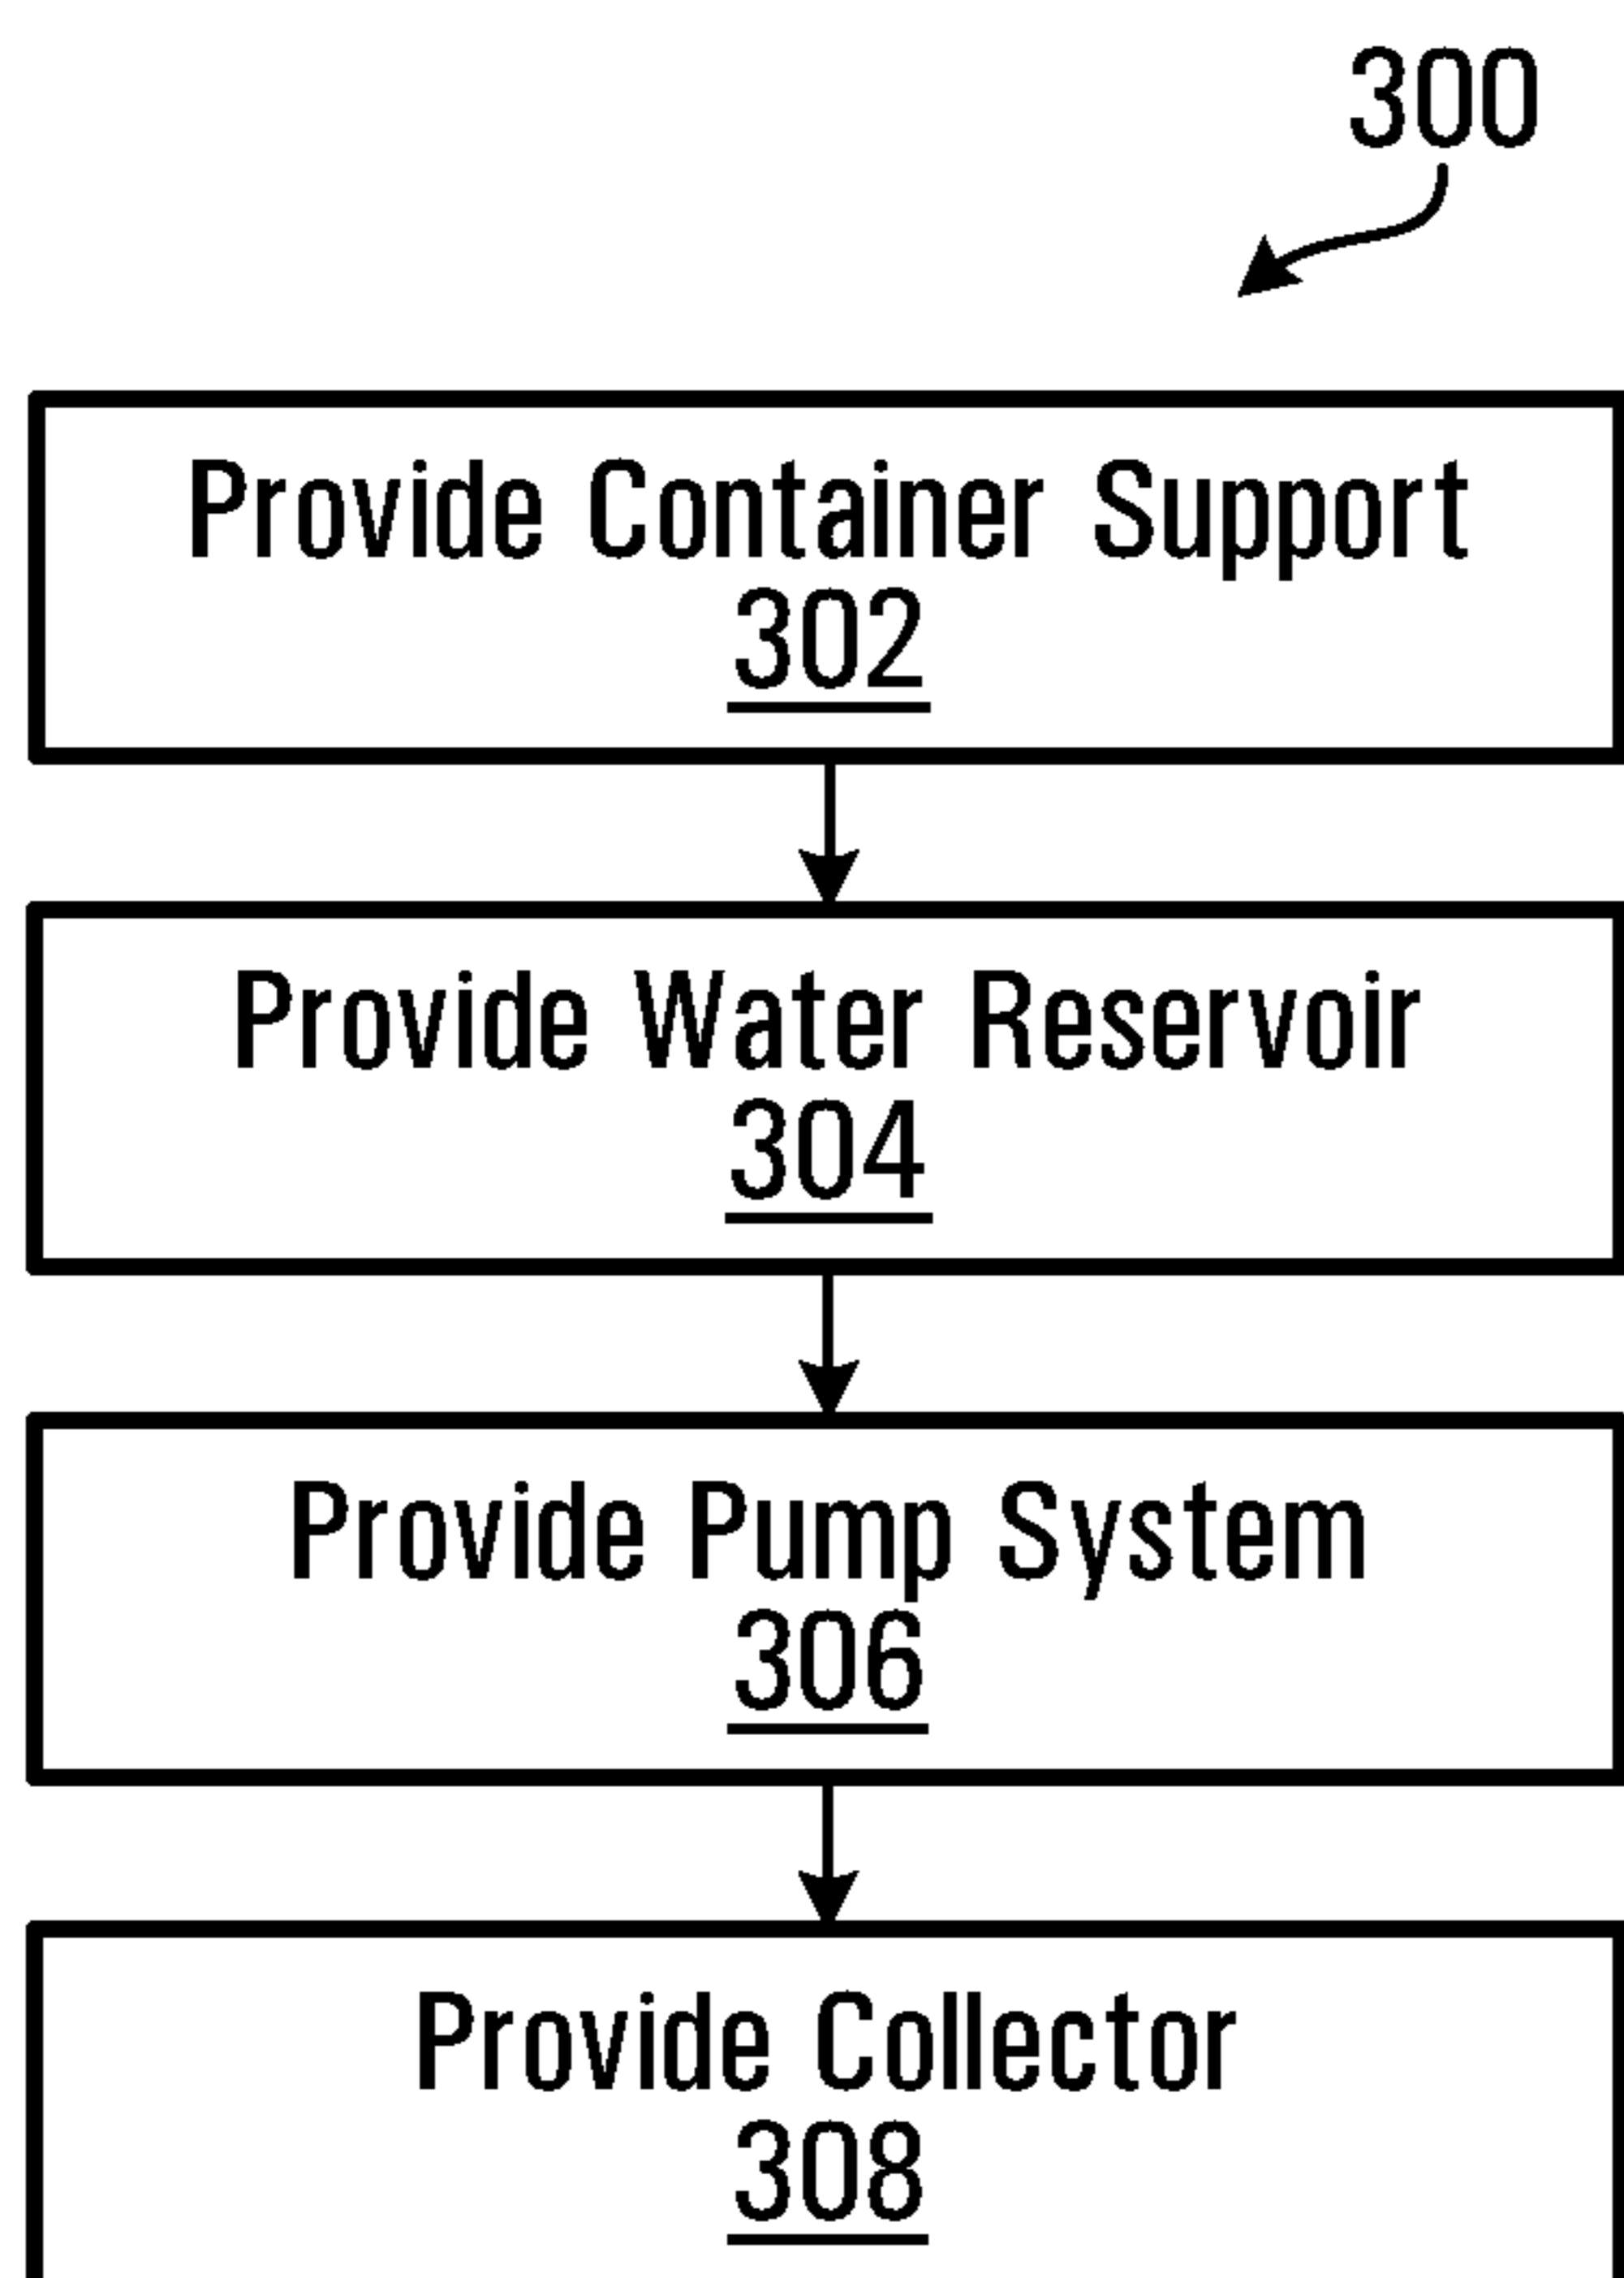 300
Provide Container Support
302
Provide Water Reservoir
304
Provide Pump System
306
Provide Collector
308